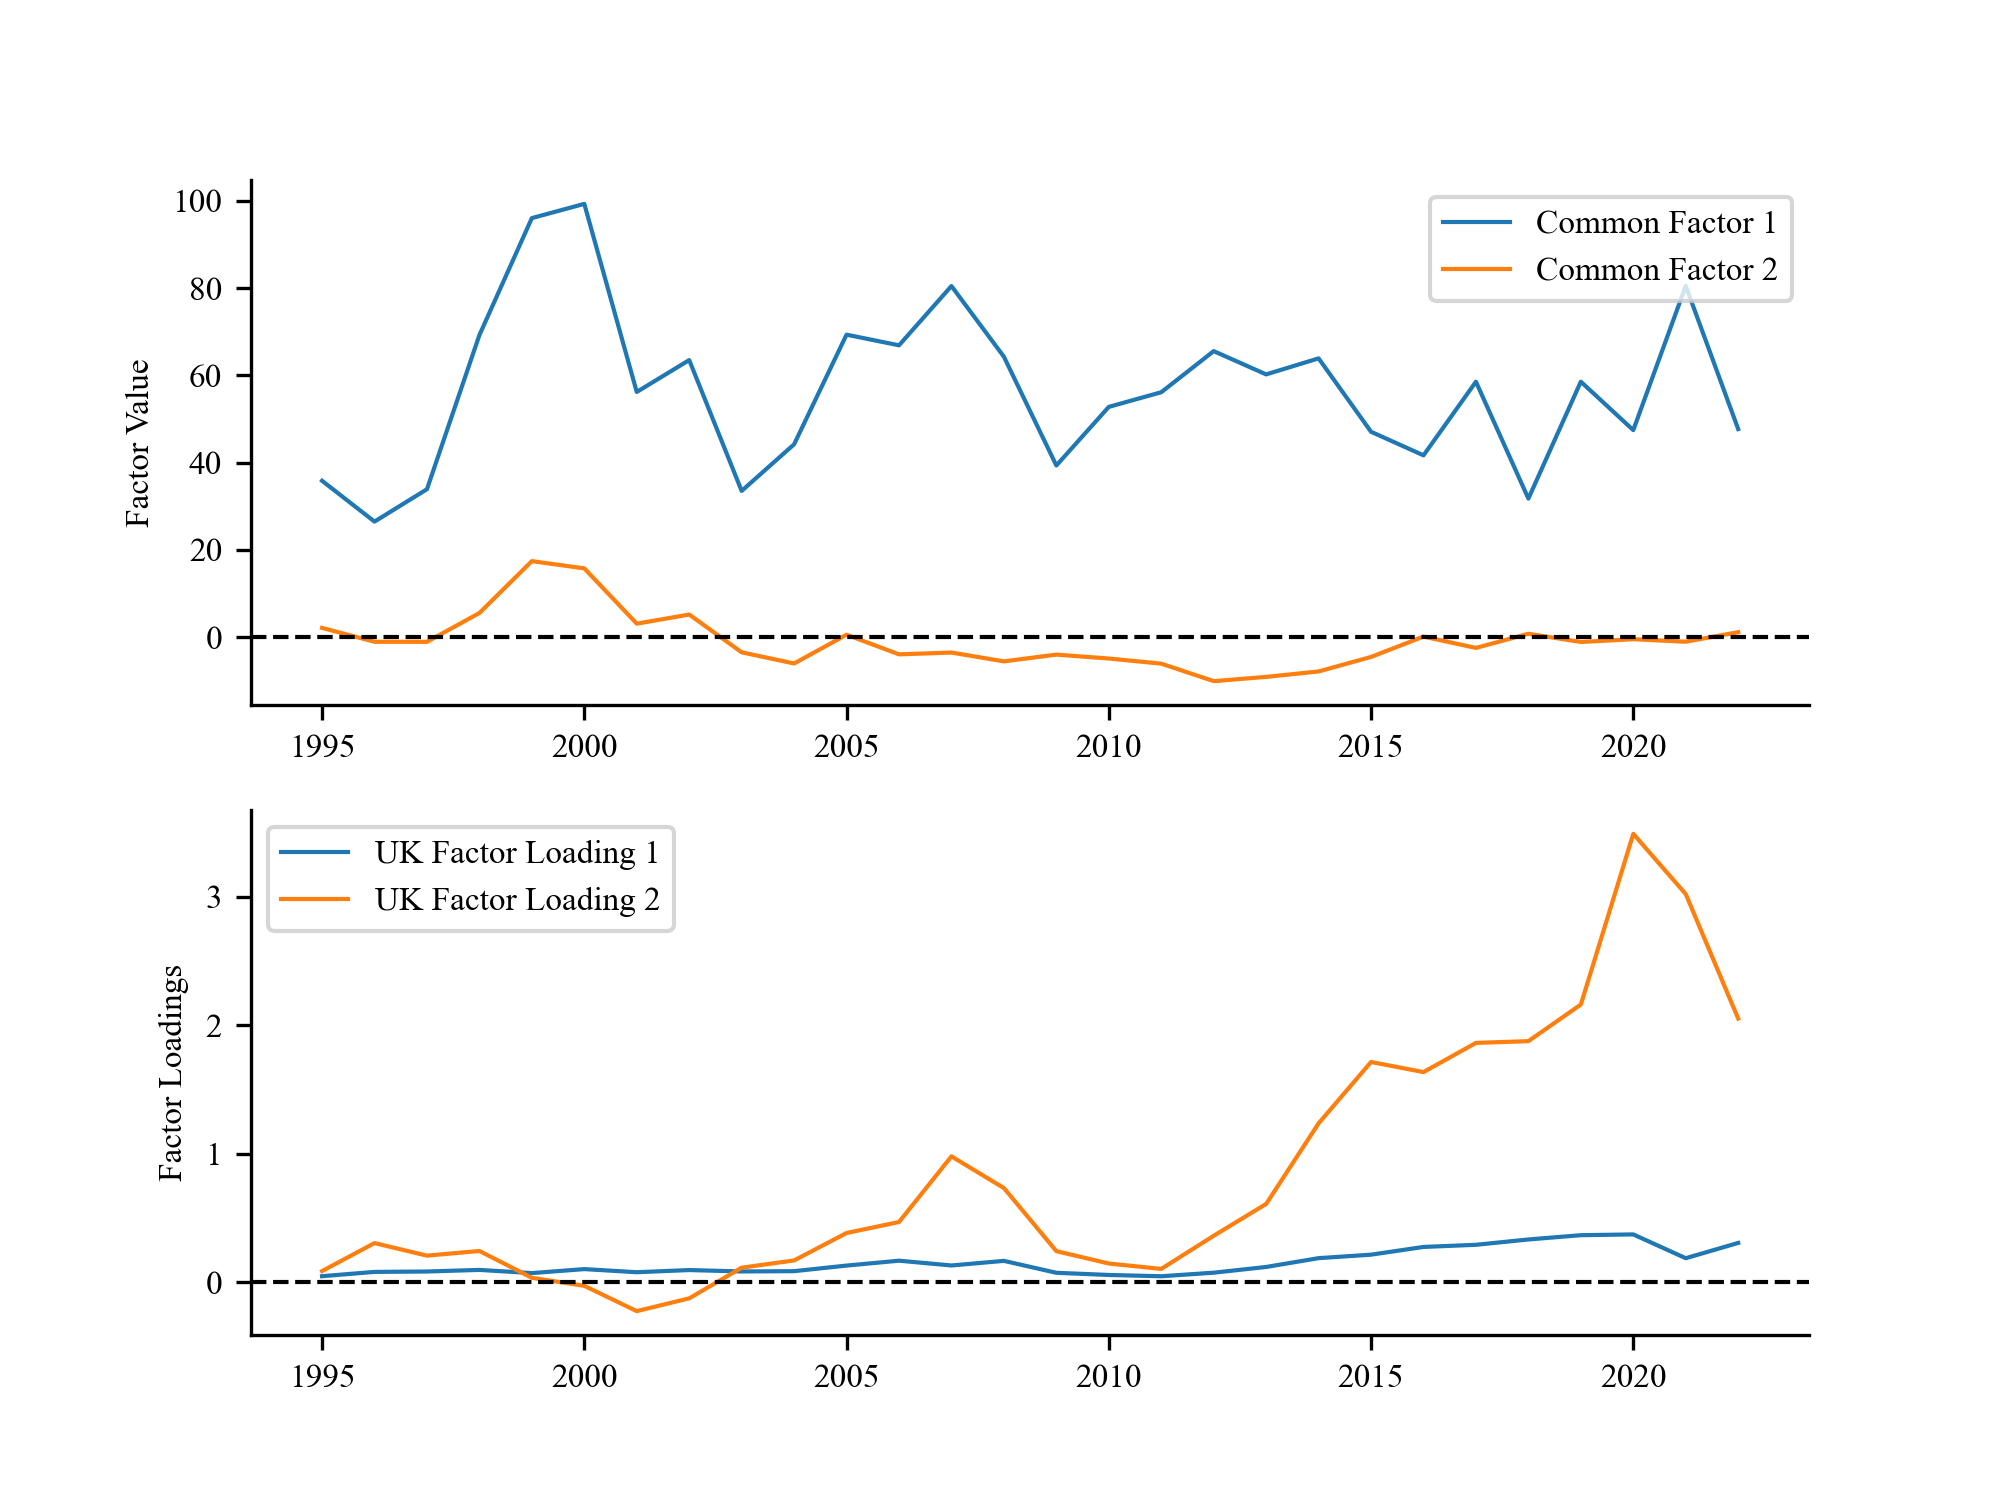 100
80
60
40
20
0
Factor Value
Common Factor 1
Common Factor 2
1995 2000 2005 2010 2015 2020
3
2
1
0
Factor Loadings
UK Factor Loading 1
UK Factor Loading 2
1995 2000 2005 2010 2015 2020